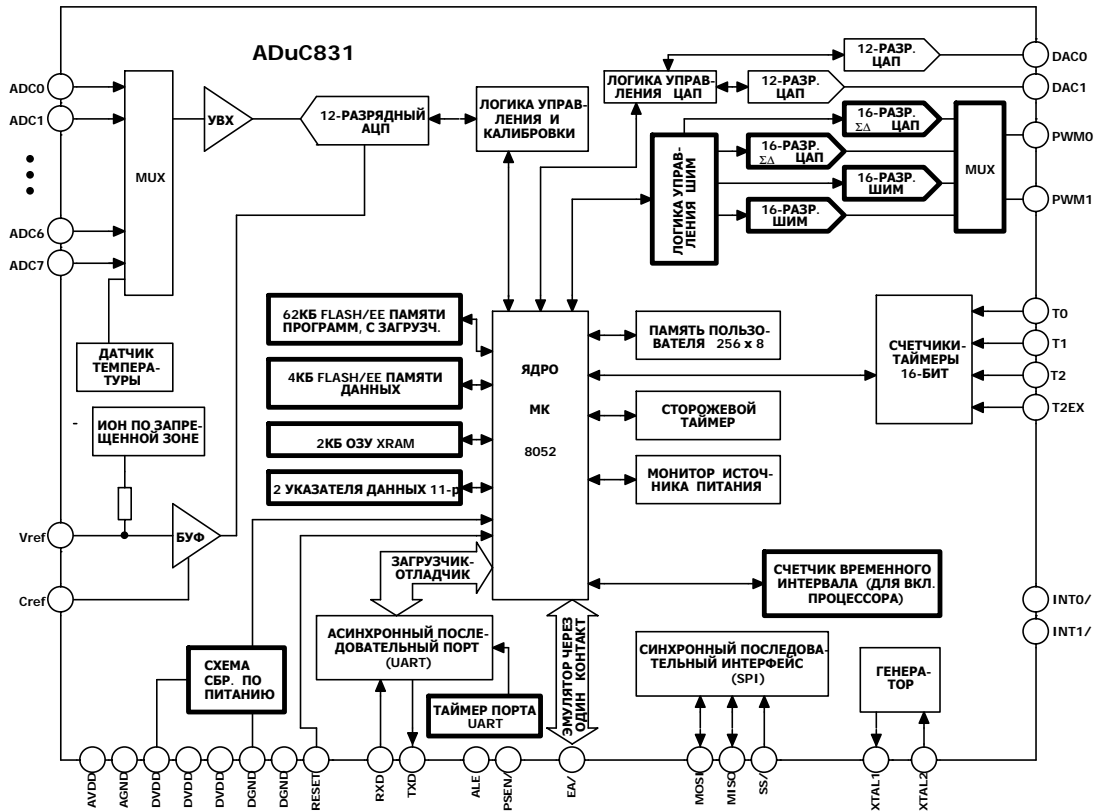 ADuC831
ADC0
ADC1
ADC6
ADC7
MUX
УВХ
12-РАЗРЯДНЫЙ
АЦП
ЛОГИКА УПРАВ-
ЛЕНИЯ И
КАЛИБРОВКИ
ЛОГИКА УПРАВ-
ЛЕНИЯ ЦАП
12-РАЗР.
ЦАП
12-РАЗР.
ЦАП
DAC0
DAC1
ЛОГИКА УПРАВ-
ЛЕНИЯ ШИМ
16-РАЗР.
ΣΔ ЦАП
16-РАЗР.
ΣΔ ЦАП
16-РАЗР.
ШИМ
16-РАЗР.
ШИМ
MUX
PWM0
PWM1
ДАТЧИК
ТЕМПЕРА-
ТУРЫ
- ИОН ПО ЗАПРЕ-
ЩЕННОЙ ЗОНЕ
Vref
БУФ
Cref
62КБ FLASH/EE ПАМЯТИ
ПРОГРАММ, С ЗАГРУЗЧ.
4КБ FLASH/EE ПАМЯТИ
ДАННЫХ
2КБ ОЗУ XRAM
2 УКАЗАТЕЛЯ ДАННЫХ 11-р
ЯДРО
МК
8052
ПАМЯТЬ ПОЛЬЗО-
ВАТЕЛЯ 256 x 8
СТОРОЖЕВОЙ
ТАЙМЕР
МОНИТОР ИСТОЧ-
НИКА ПИТАНИЯ
СЧЕТЧИКИ-
ТАЙМЕРЫ
16-БИТ
T0
T1
T2
T2EX
ЗАГРУЗЧИК-
ОТЛАДЧИК
СЧЕТЧИК ВРЕМЕННОГО
ИНТЕРВАЛА (ДЛЯ ВКЛ.
ПРОЦЕССОРА)
INT0/
INT1/
АСИНХРОННЫЙ ПОСЛЕ-
ДОВАТЕЛЬНЫЙ ПОРТ
(UART)
СХЕМА
СБР. ПО
ПИТАНИЮ
ТАЙМЕР ПОРТА
UART
ЭМУЛЯТОР ЧЕРЕЗ
ОДИН КОНТАКТ
СИНХРОННЫЙ ПОСЛЕДОВА-
ТЕЛЬНЫЙ ИНТЕРФЕЙС
(SPI)
ГЕНЕРА-
ТОР
AVDD
AGND
DVDD
DVDD
DVDD
DGND
DGND
RESET
RXD
TXD
ALE
PSEN/
EA/
MOSI
MISO
SS/
XTAL1
XTAL2